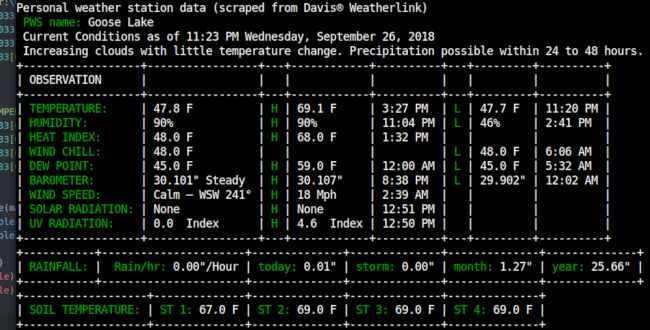 Personal weather station data (scraped from Davis® Weatherlink)
PWS name: Goose Lake
Current Conditions as of 11:23 PM Wednesday, September 26, 2018
Increasing clouds with little temperature change. Precipitation possible within 24 to 48 hours.
OBSERVATION
TEMPERATURE: 47.8 F H 69.1 F 3:27 PM L 47.7 F 11:20 PM
HUMIDITY: 90% H 90% 11:04 PM L 46% 2:41 PM
HEAT INDEX: 48.0 F H 68.0 F 1:32 PM
WIND CHILL: 48.0 F L 48.0 F 6:06 AM
DEW POINT: 45.0 F H 59.0 F 12:00 AM L 45.0 F 5:32 AM
BAROMETER: 30.101" Steady H 30.107" 8:38 PM L 29.902" 12:02 AM
WIND SPEED: Calm – WSW 241° H 18 Mph 2:39 AM
SOLAR RADIATION: None H None 12:51 PM
UV RADIATION: 0.0 Index H 4.6 Index 12:50 PM
RAINFALL: Rain/hr: 0.00"/Hour today: 0.01" storm: 0.00" month: 1.27" year: 25.66"
SOIL TEMPERATURE: ST 1: 67.0 F ST 2: 69.0 F ST 3: 69.0 F ST 4: 69.0 F